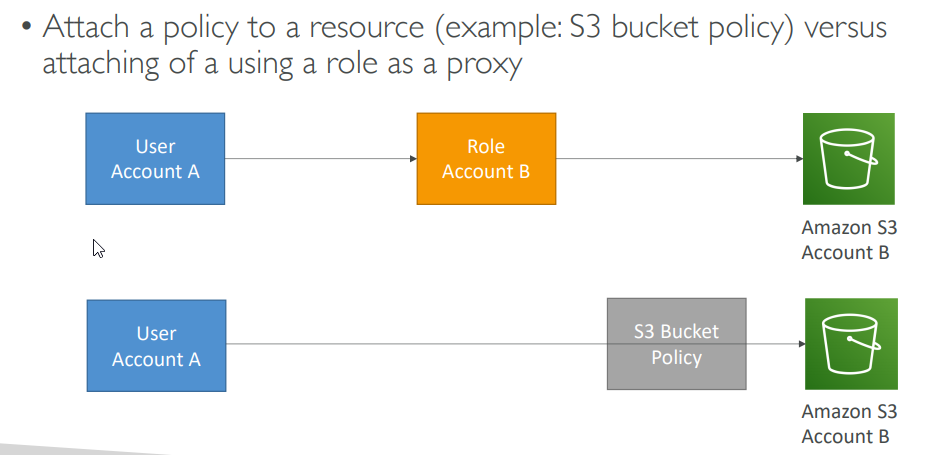 • Attach a policy to a resource (example: S3 bucket policy) versus
attaching of a using a role as a proxy
User
Account A
Role
Account B
Amazon S3
Account B
User
Account A
S3 Bucket
Policy
Amazon S3
Account B